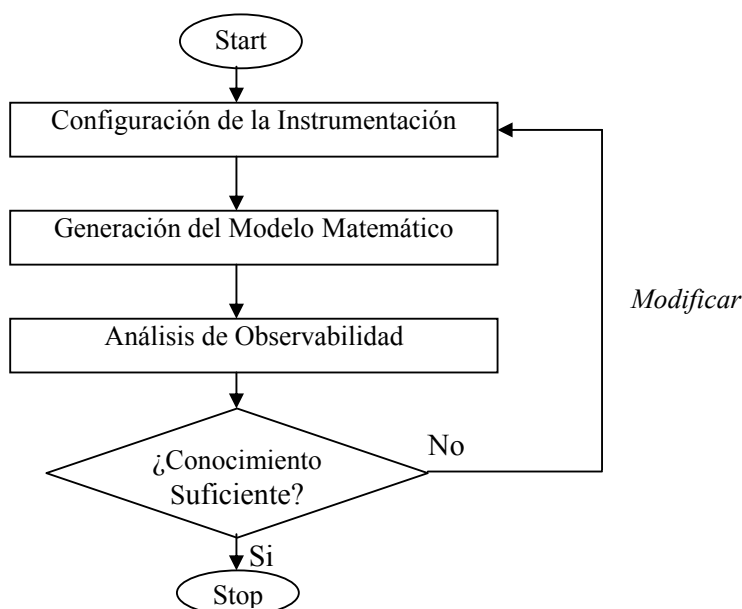 Start
Configuración de la Instrumentación
Generación del Modelo Matemático
Modificar
Análisis de Observabilidad
¿Conocimiento
Suficiente?
No
Si
Stop